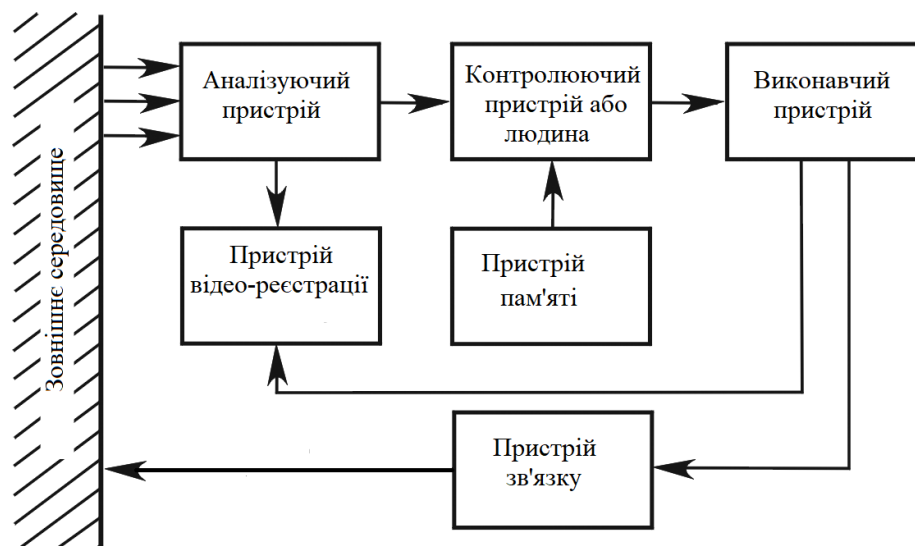 Зовнішнє середовище
Аналізуючий
пристрій
Контролюючий
пристрій або
людина
Виконавчий
пристрій
Пристрій
відео-реєстрації
Пристрій
пам'яті
Пристрій
зв'язку